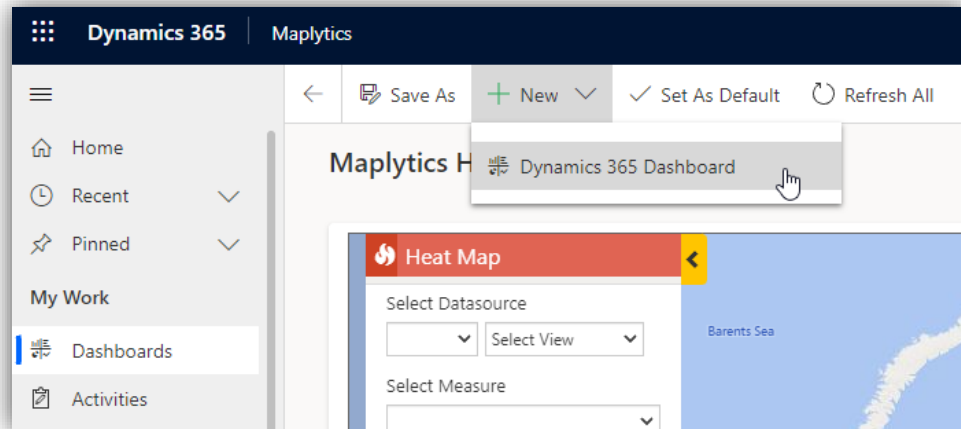 Dynamics 365 Maplytics
Save As New Set As Default Refresh All
Home
Recent
Pinned
My Work
Dashboards
Activities
Dynamics 365 Dashboard
Maplytics H
Heat Map
Select Datasource
Select View
Select Measure
Barents Sea